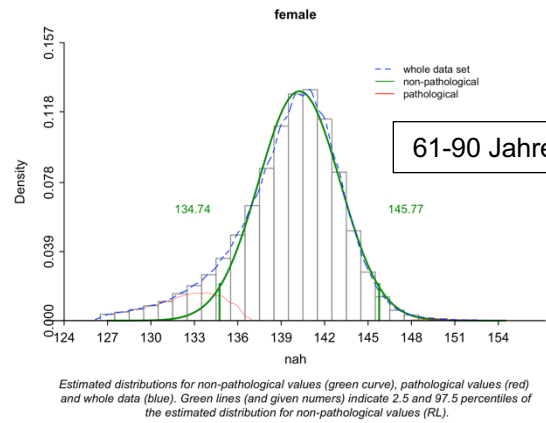 female
0.157
0.118
0.078
0.039
0.000
Density
whole data set
non-pathological
pathological
61-90 Jahre
134.74
145.77
124 127 130 133 136 139 142 145 148 151 154
nah
Estimated distributions for non-pathological values (green curve), pathological values (red)
and whole data (blue). Green lines (and given numers) indicate 2.5 and 97.5 percentiles of
the estimated distribution for non-pathological values (RL).